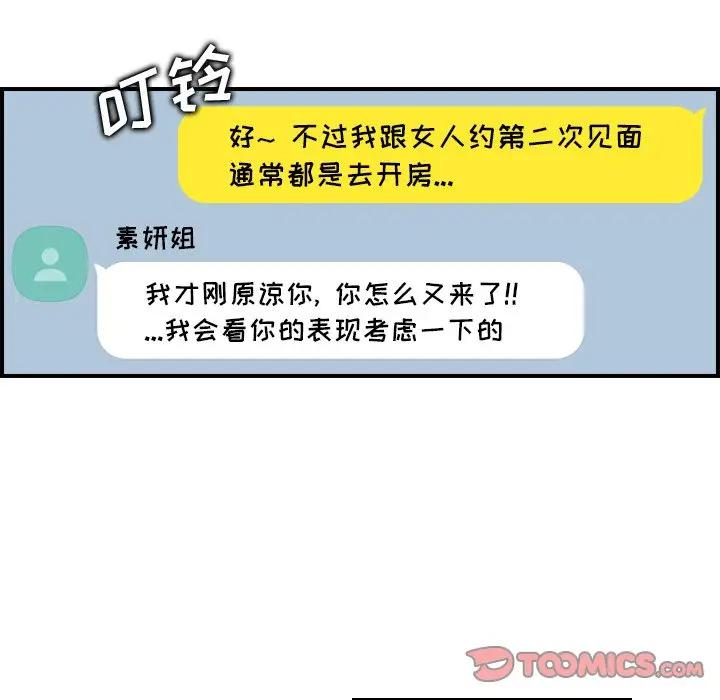 叮铃
好~ 不过我跟女人约第二次见面
通常都是去开房...
素妍姐
我才刚原谅你, 你怎么又来了!!
...我会看你的表现考虑一下的
TOOMICS.COM